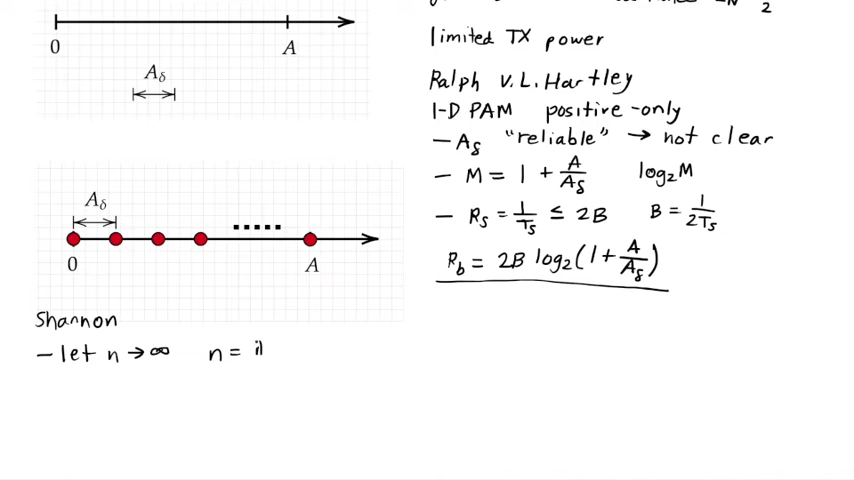 0 A
A_δ
A_δ
0 A
Shannon
– let n → ∞ n =
2
limited TX power
Ralph V.L. Hartley
1-D PAM positive-only
– A_δ "reliable" → not clear
– M = 1 + A/A_δ log₂M
– R_s = 1/T_s ≤ 2B B = 1/2T_s
R_b = 2B log₂(1 + A/A_δ)